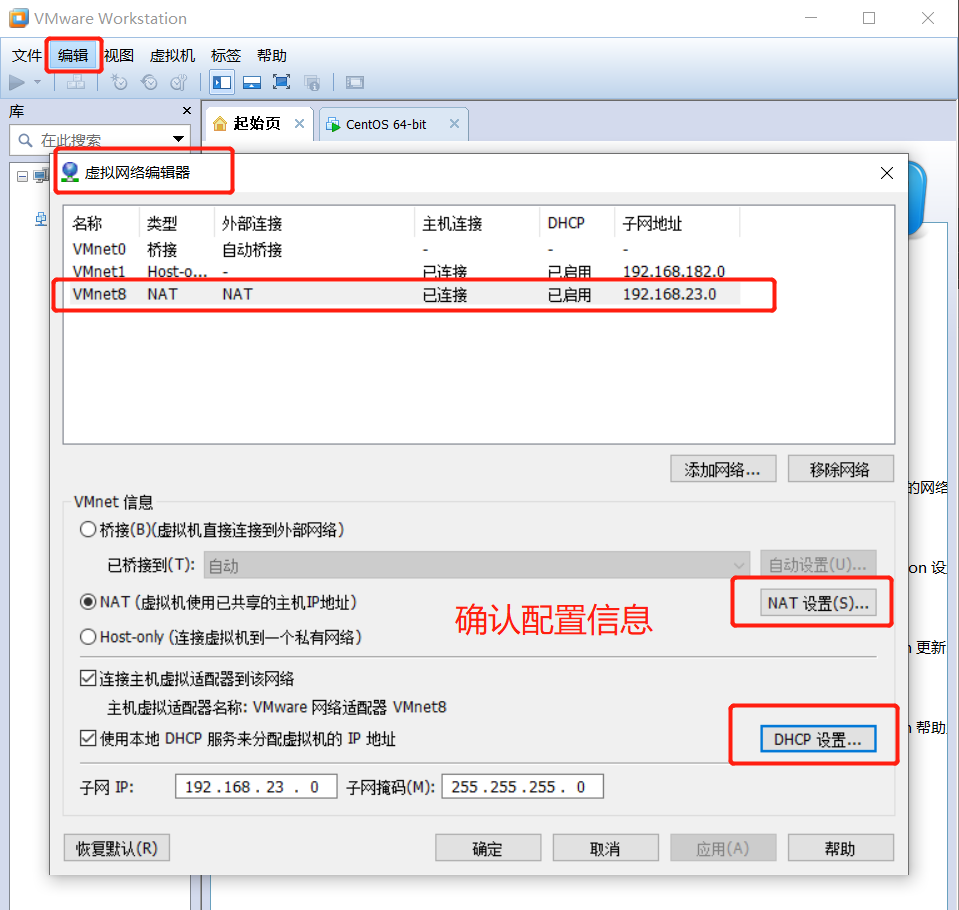 VMware Workstation
文件 编辑 视图 虚拟机 标签 帮助
库
起始页 CentOS 64-bit
在此搜索
虚拟网络编辑器
名称 类型 外部连接 主机连接 DHCP 子网地址
VMnet0 桥接 自动桥接 - - -
VMnet1 Host-o... - 已连接 已启用 192.168.182.0
VMnet8 NAT NAT 已连接 已启用 192.168.23.0
添加网络... 移除网络
的网络
VMnet 信息
桥接(B)(虚拟机直接连接到外部网络)
已桥接到(T): 自动 自动设置(U)...
on 设
NAT (虚拟机使用已共享的主机IP地址) NAT 设置(S)...
确认配置信息
Host-only (连接虚拟机到一个私有网络)
更新
连接主机虚拟适配器到该网络
主机虚拟适配器名称: VMware 网络适配器 VMnet8
帮助
使用本地 DHCP 服务来分配虚拟机的 IP 地址 DHCP 设置...
子网 IP: 192 . 168 . 23 . 0 子网掩码(M): 255 . 255 . 255 . 0
恢复默认(R) 确定 取消 应用(A) 帮助